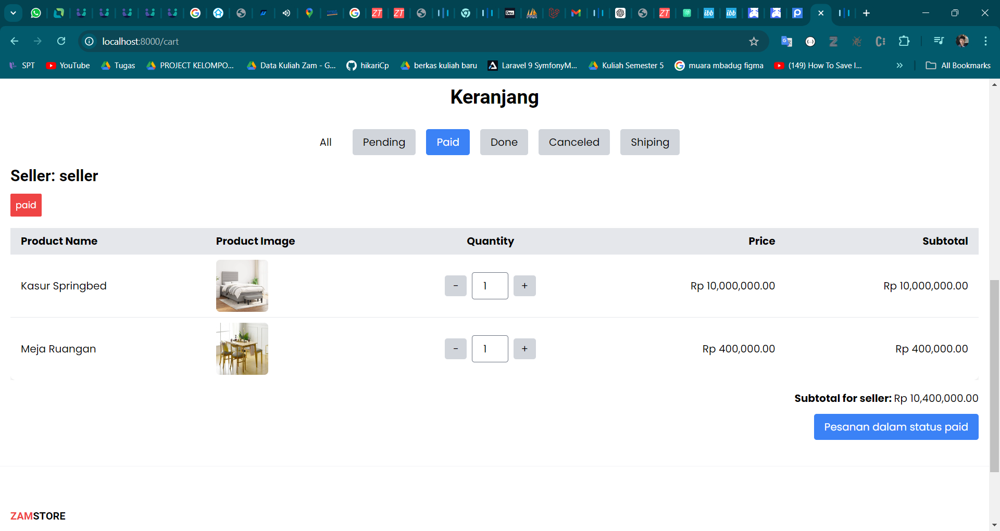 localhost:8000/cart
SPT YouTube Tugas PROJECT KELOMPO... Data Kuliah Zam - G... hikariCp berkas kuliah baru Laravel 9 SymfonyM... Kuliah Semester 5 muara mbadug figma (149) How To Save I... » All Bookmarks
Keranjang
All Pending Paid Done Canceled Shiping
Seller: seller
paid
Product Name Product Image Quantity Price Subtotal
Kasur Springbed - 1 + Rp 10,000,000.00 Rp 10,000,000.00
Meja Ruangan - 1 + Rp 400,000.00 Rp 400,000.00
Subtotal for seller: Rp 10,400,000.00
Pesanan dalam status paid
ZAMSTORE